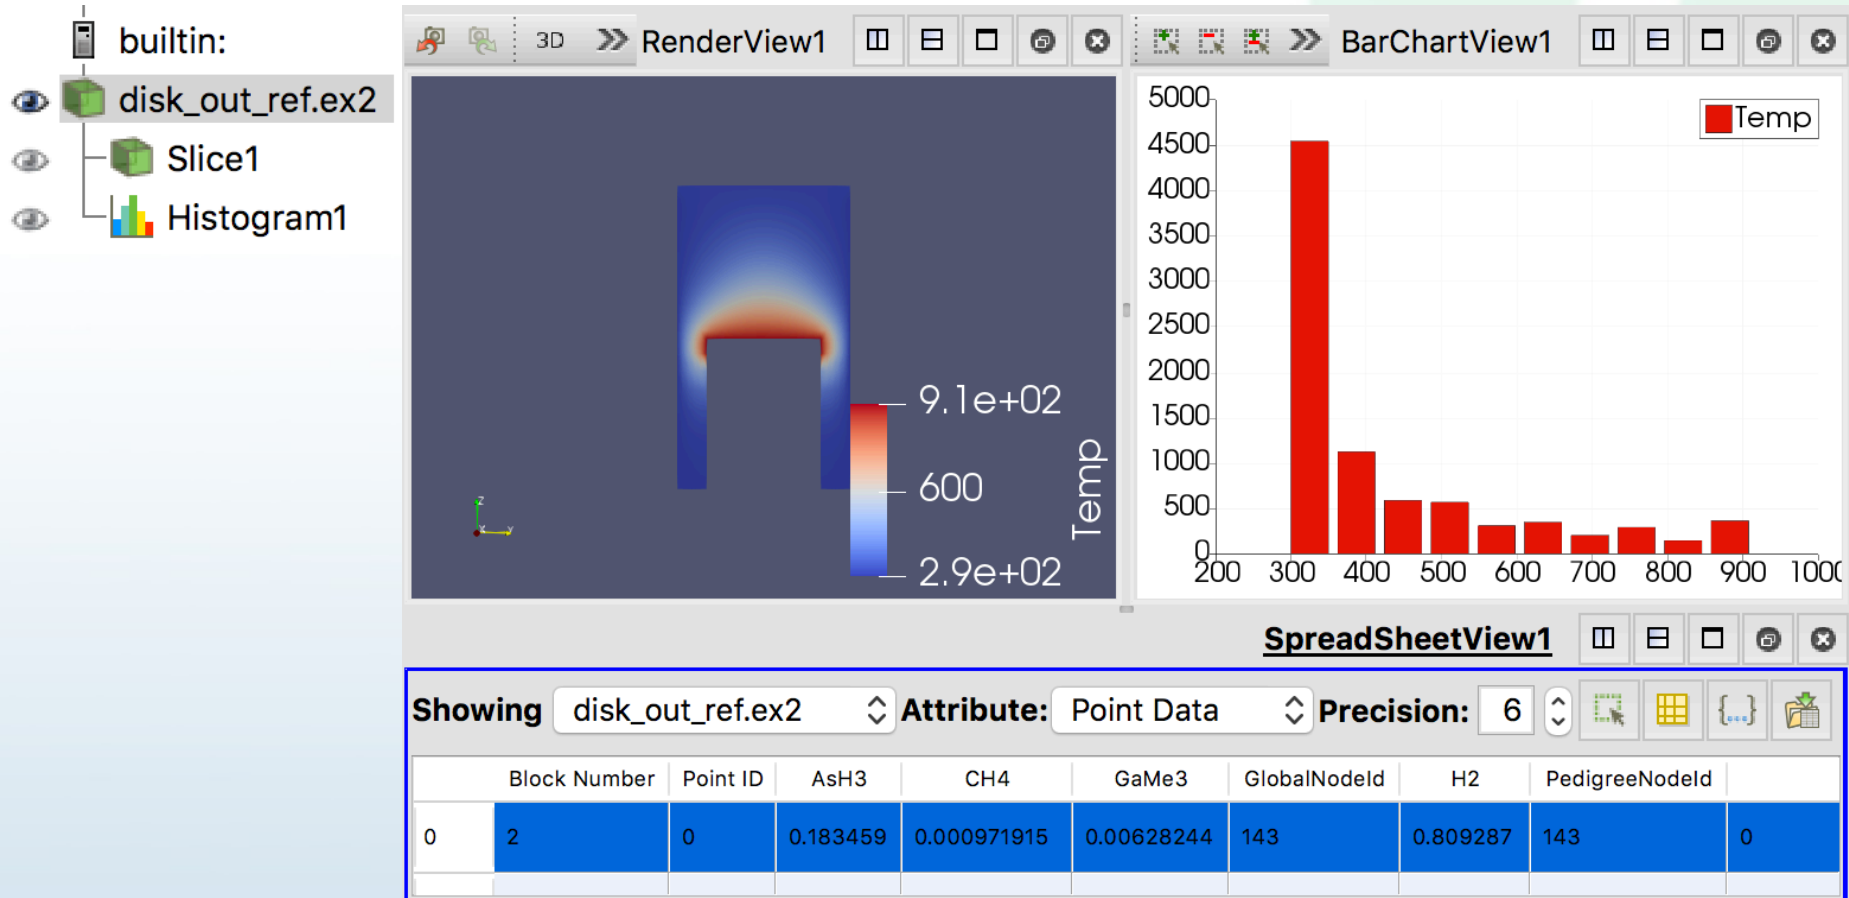 builtin:
disk_out_ref.ex2
Slice1
Histogram1
3D
RenderView1
9.1e+02
600
2.9e+02
Temp
z
x
y
BarChartView1
Temp
5000
4500
4000
3500
3000
2500
2000
1500
1000
500
0
200 300 400 500 600 700 800 900 1000
SpreadSheetView1
Showing disk_out_ref.ex2 Attribute: Point Data Precision: 6
Block Number Point ID AsH3 CH4 GaMe3 GlobalNodeId H2 PedigreeNodeId
0 2 0 0.183459 0.000971915 0.00628244 143 0.809287 143 0